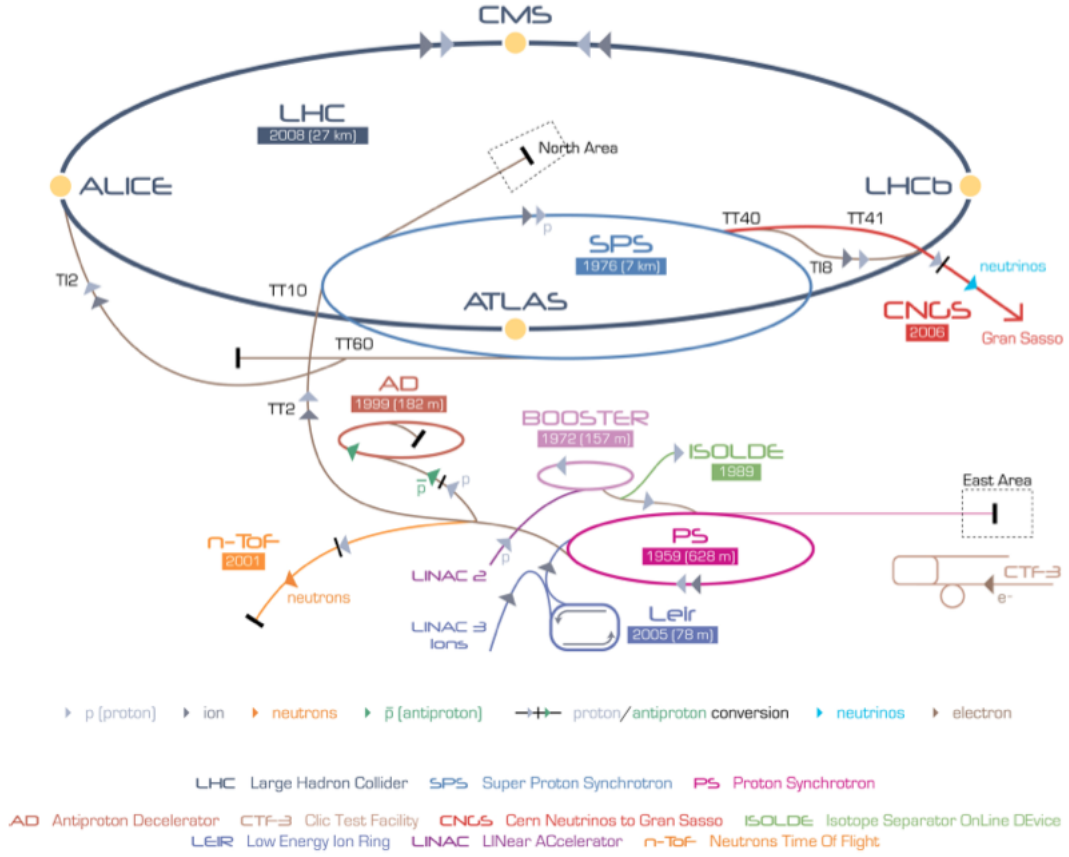 CMS
LHC
2008 (27 km)
North Area
ALICE
LHCb
TT40
TT41
p
SPS
1976 (7 km)
TI8
neutrinos
TI2
TT10
ATLAS
CNGS
2006
Gran Sasso
TT60
AD
1999 (182 m)
TT2
BOOSTER
1972 (157 m)
ISOLDE
1989
p̄
p
East Area
n-ToF
2001
PS
1959 (628 m)
p
LINAC 2
neutrons
CTF-3
e⁻
LINAC 3
Ions
Leir
2005 (78 m)
p (proton) ion neutrons p̄ (antiproton) proton/antiproton conversion neutrinos electron
LHC Large Hadron Collider SPS Super Proton Synchrotron PS Proton Synchrotron
AD Antiproton Decelerator CTF-3 Clic Test Facility CNGS Cern Neutrinos to Gran Sasso ISOLDE Isotope Separator OnLine DEvice
LEIR Low Energy Ion Ring LINAC LINear ACcelerator n-ToF Neutrons Time Of Flight